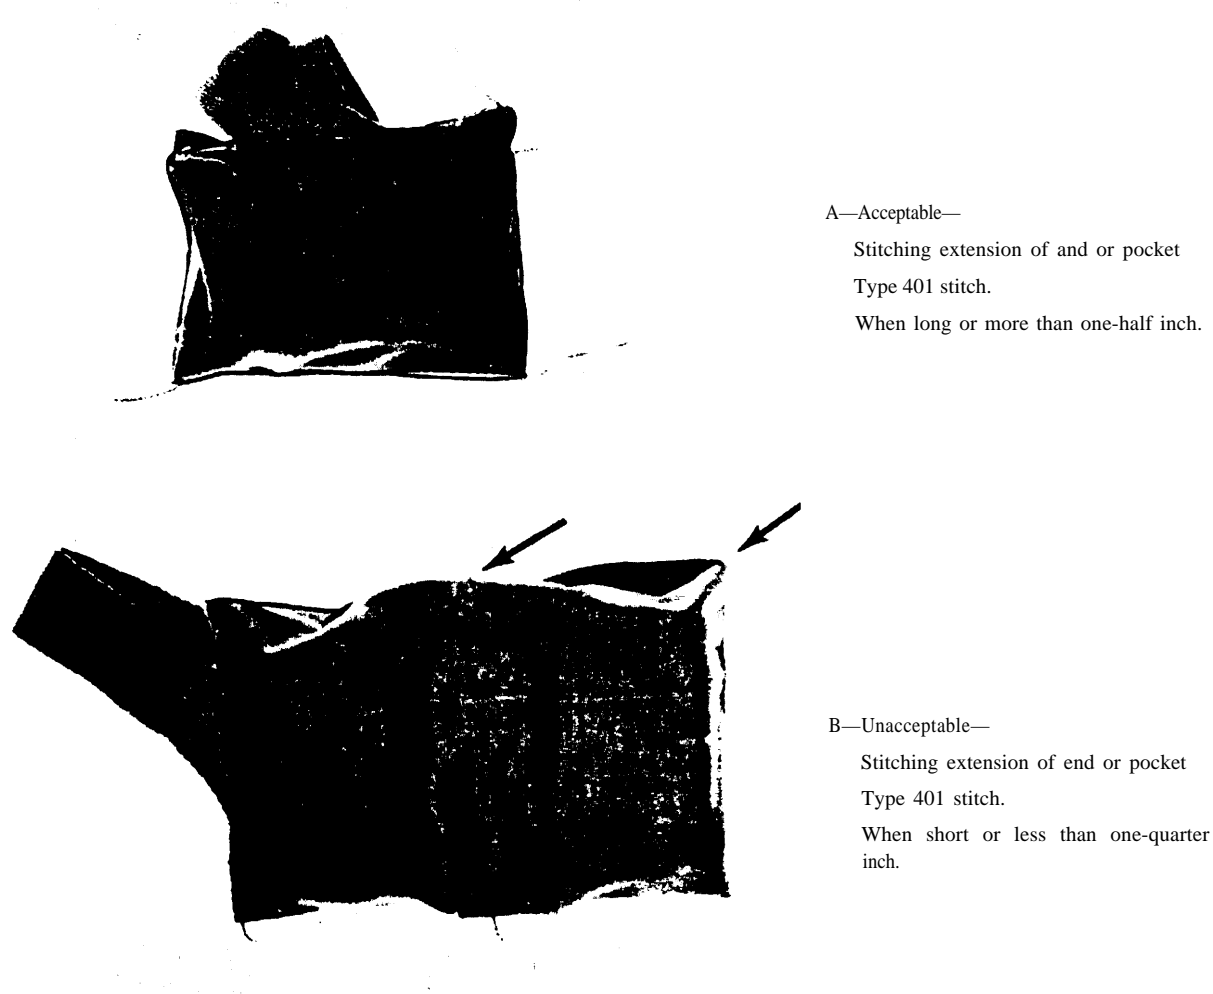 A—Acceptable—
Stitching extension of and or pocket
Type 401 stitch.
When long or more than one-half inch.
B—Unacceptable—
Stitching extension of end or pocket
Type 401 stitch.
When short or less than one-quarter
inch.